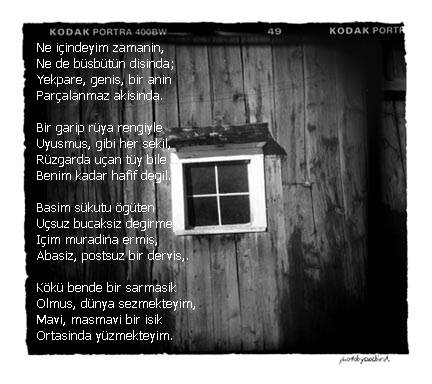 KODAK PORTRA 400BW 49 KODAK PORTR
Ne içindeyim zamanin,
Ne de büsbütün disinda;
Yekpare, genis, bir anin
Parçalanmaz akisinda.
Bir garip rüya rengiyle
Uyusmus, gibi her sekil,
Rüzgarda uçan tüy bile
Benim kadar hafif degil.
Basim sükutu ögüten
Uçsuz bucaksiz degirmen
Içim muradina ermis,
Abasiz, postsuz bir dervis,.
Kökü bende bir sarmasik
Olmus, dünya sezmekteyim,
Mavi, masmavi bir isik
Ortasinda yüzmekteyim.